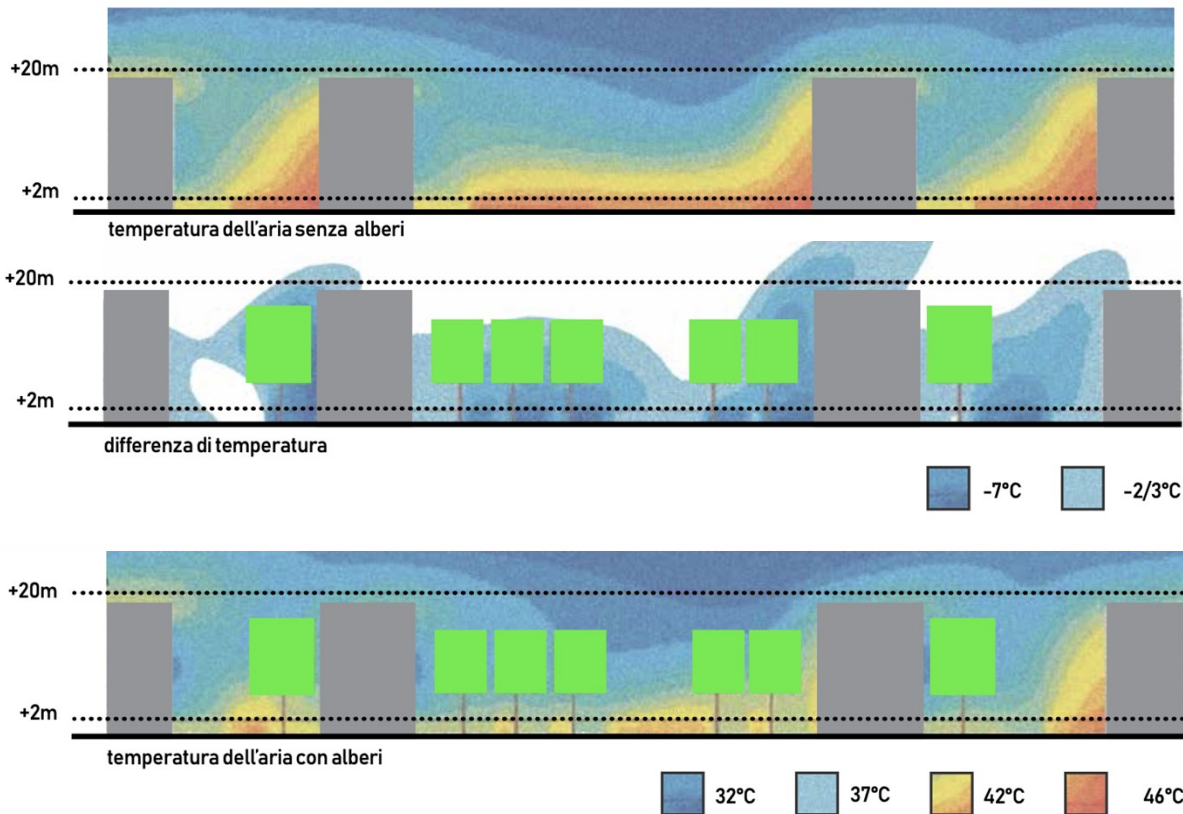 +20m
+2m
temperatura dell'aria senza alberi
+20m
+2m
differenza di temperatura
-7°C -2/3°C
+20m
+2m
temperatura dell'aria con alberi
32°C 37°C 42°C 46°C